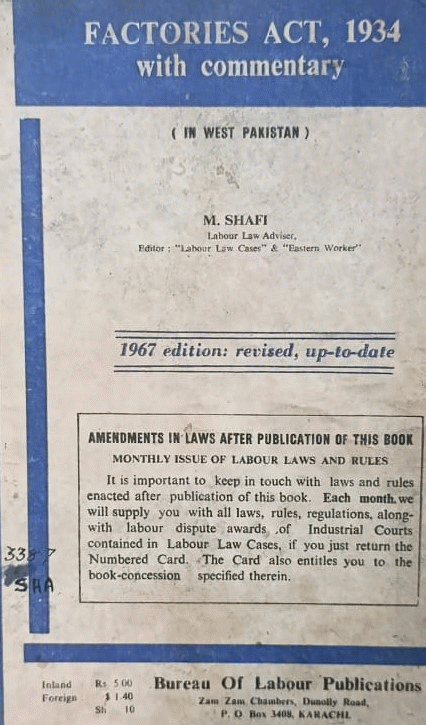 FACTORIES ACT, 1934
with commentary
( IN WEST PAKISTAN )
M. SHAFI
Labour Law Adviser,
Editor : "Labour Law Cases" & "Eastern Worker"
1967 edition: revised, up-to-date
AMENDMENTS IN LAWS AFTER PUBLICATION OF THIS BOOK
MONTHLY ISSUE OF LABOUR LAWS AND RULES
It is important to keep in touch with laws and rules
enacted after publication of this book. Each month, we
will supply you with all laws, rules, regulations, along-
with labour dispute awards of Industrial Courts
contained in Labour Law Cases, if you just return the
Numbered Card. The Card also entitles you to the
book-concession specified therein.
3387
SHA
Inland Rs 5.00
Foreign $ 1.40
Sh 10
Bureau Of Labour Publications
Zam Zam Chambers, Dunolly Road,
P. O. Box 3408, KARACHI.